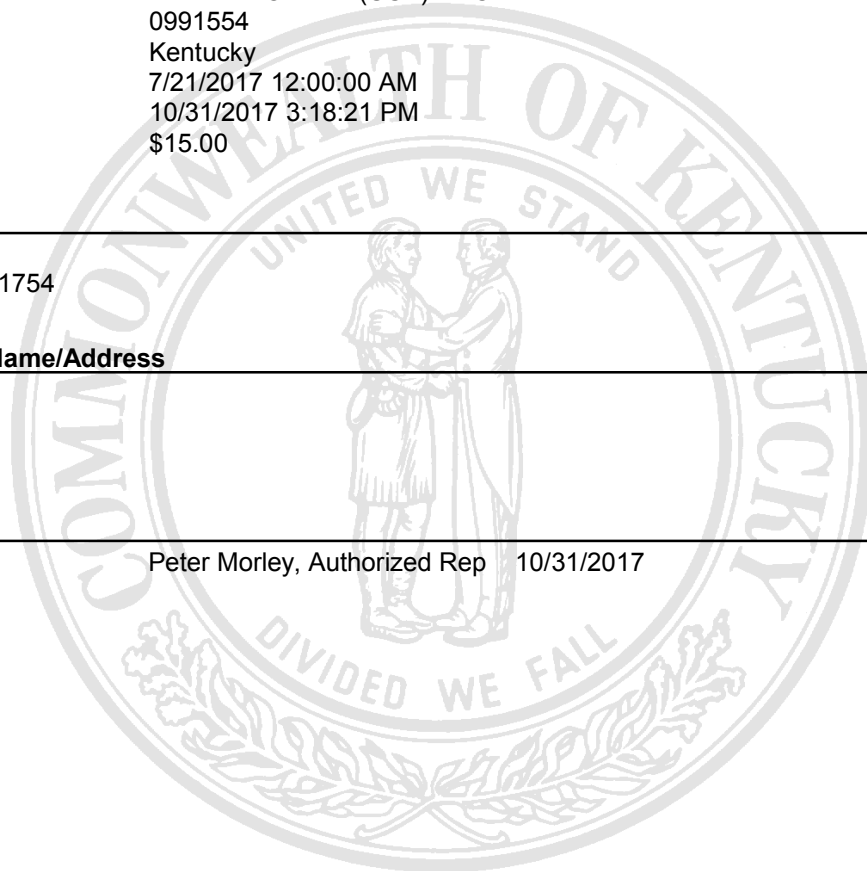 0991554
Kentucky
7/21/2017 12:00:00 AM
10/31/2017 3:18:21 PM
$15.00
COMMONWEALTH OF KENTUCKY
UNITED WE STAND
1754
Name/Address
Peter Morley, Authorized Rep 10/31/2017
DIVIDED WE FALL